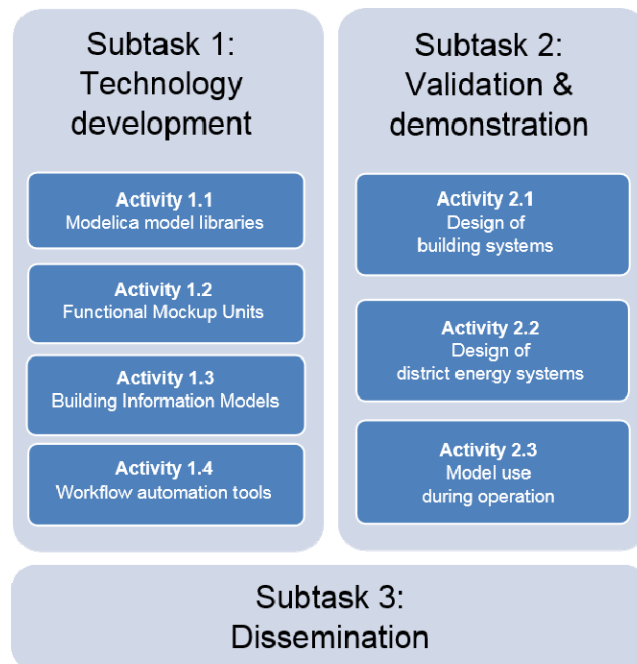 Subtask 1:
Technology
development
Activity 1.1
Modelica model libraries
Activity 1.2
Functional Mockup Units
Activity 1.3
Building Information Models
Activity 1.4
Workflow automation tools
Subtask 2:
Validation &
demonstration
Activity 2.1
Design of
building systems
Activity 2.2
Design of
district energy systems
Activity 2.3
Model use
during operation
Subtask 3:
Dissemination